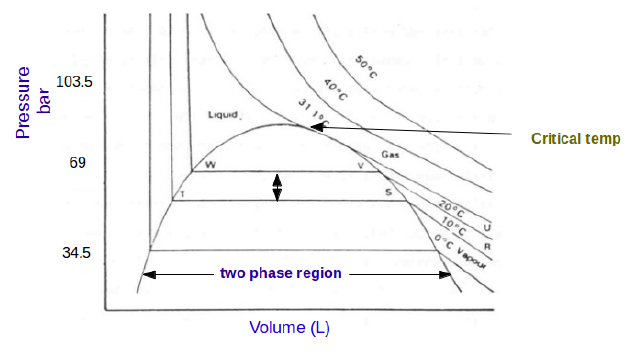 Pressure
bar
103.5
69
34.5
50°C
40°C
31.1°C
Liquid
Critical temp
Gas
W
V
T
S
20°C
U
10°C
R
0°C Vapour
two phase region
Volume (L)